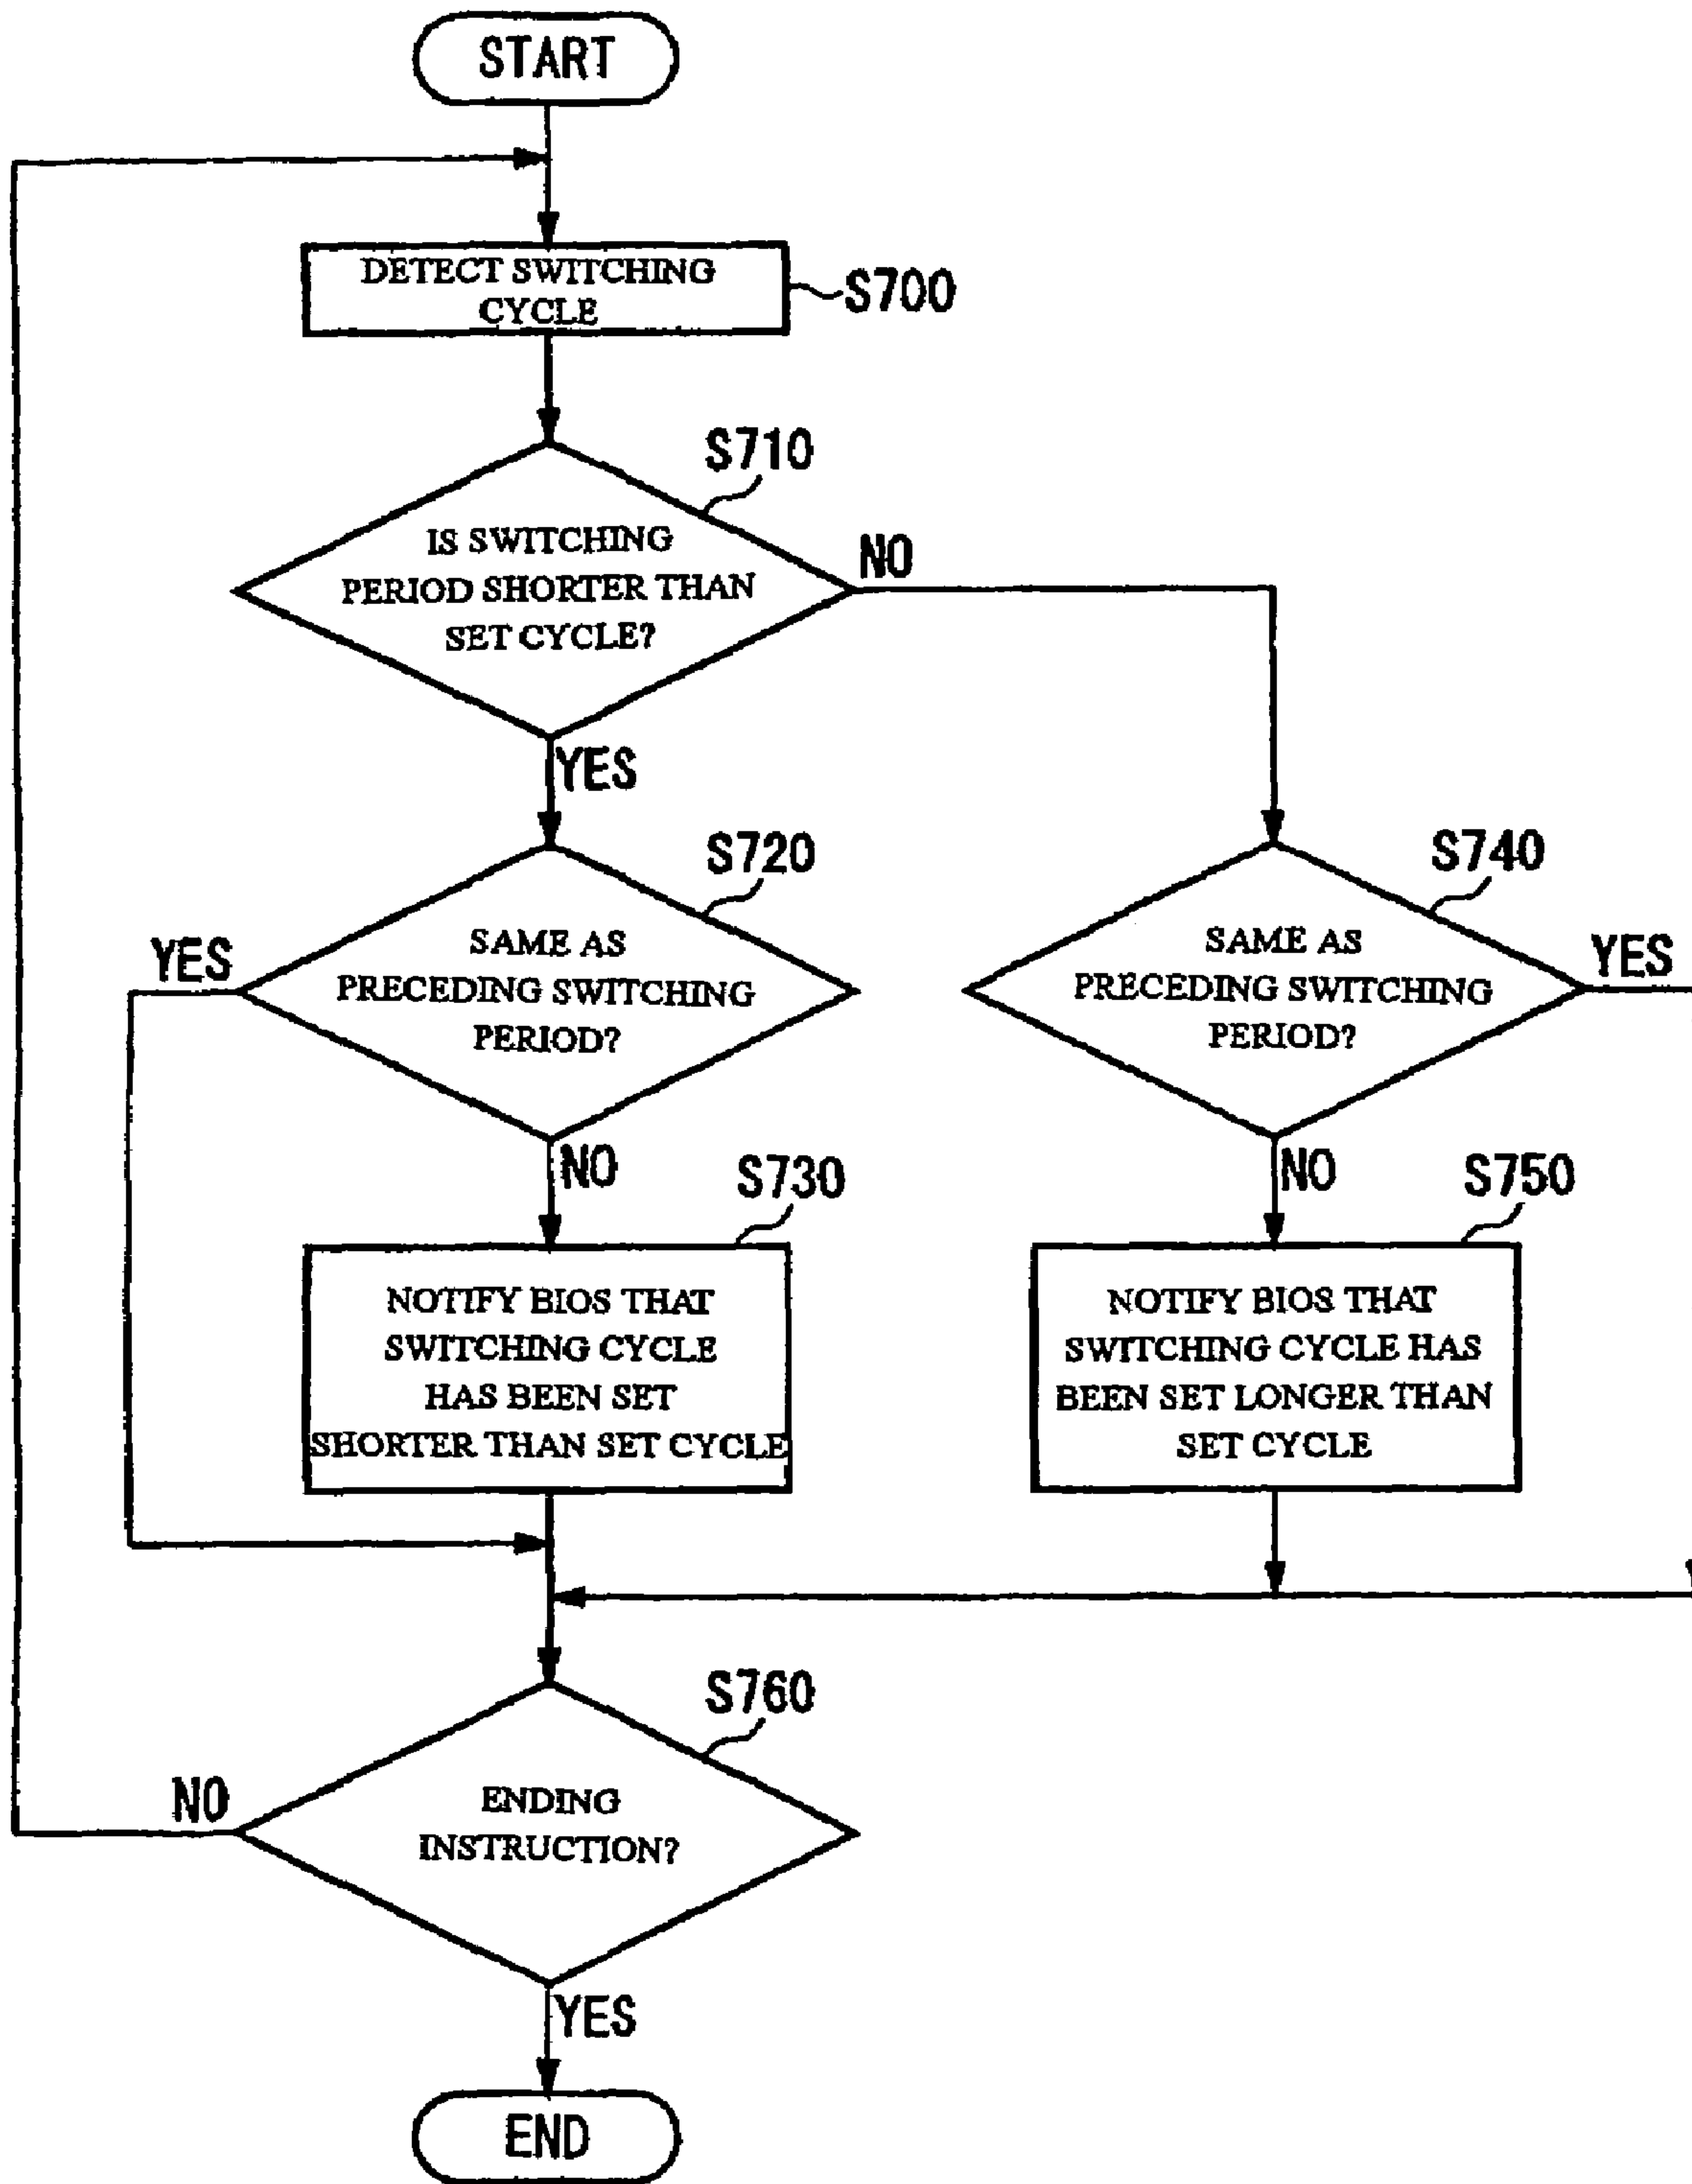 START
DETECT SWITCHING
CYCLE
S700
S710
IS SWITCHING
PERIOD SHORTER THAN
SET CYCLE?
NO
YES
S720
SAME AS
PRECEDING SWITCHING
PERIOD?
YES
NO
S740
SAME AS
PRECEDING SWITCHING
PERIOD?
YES
NO
S730
NOTIFY BIOS THAT
SWITCHING CYCLE
HAS BEEN SET
SHORTER THAN SET CYCLE
S750
NOTIFY BIOS THAT
SWITCHING CYCLE HAS
BEEN SET LONGER THAN
SET CYCLE
S760
ENDING
INSTRUCTION?
NO
YES
END